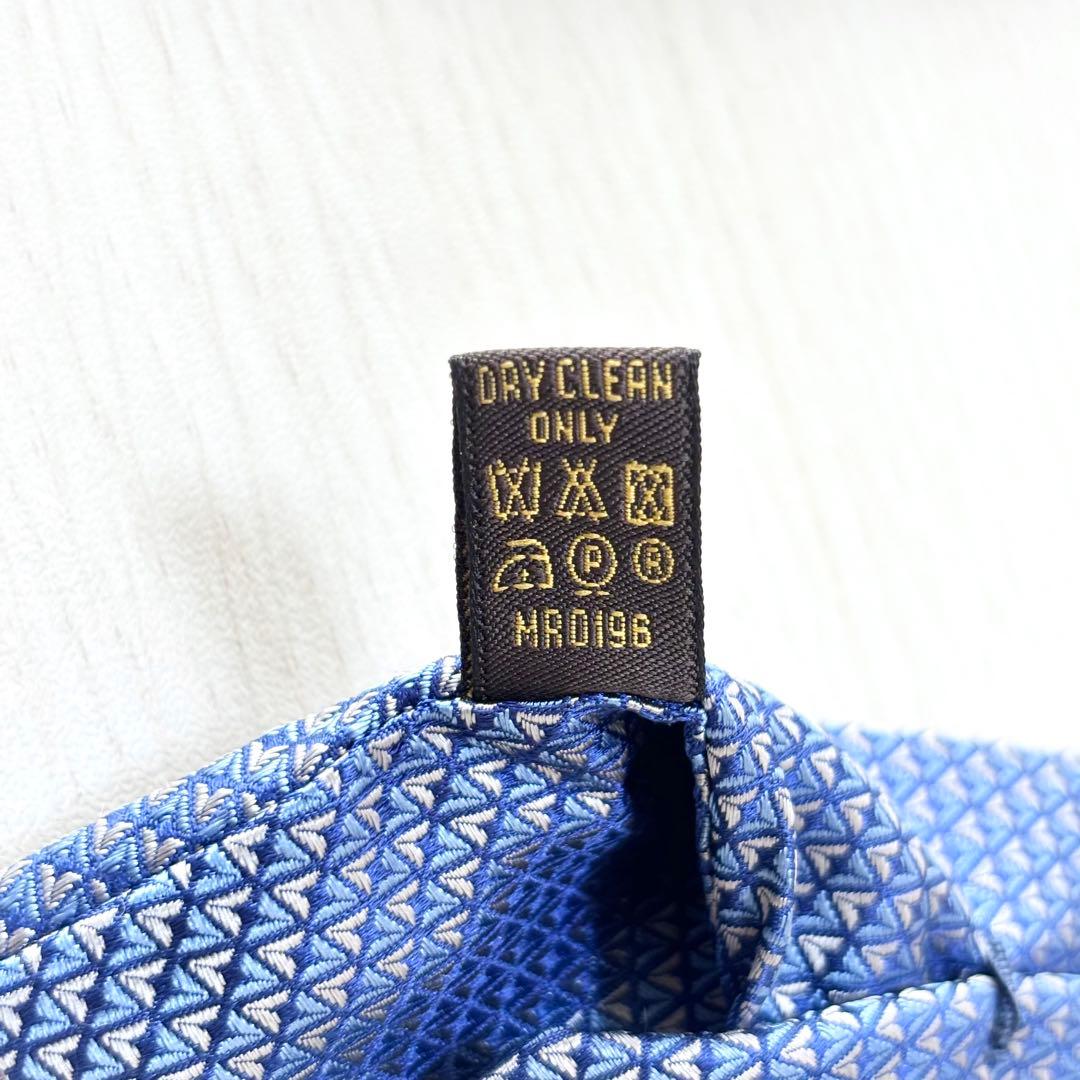 DRY CLEAN
ONLY
P R
MR0196